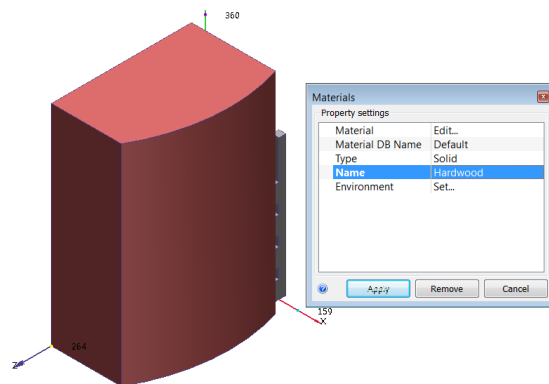 360
Materials
Property settings
Material Edit...
Material DB Name Default
Type Solid
Name Hardwood
Environment Set...
Apply Remove Cancel
159
X
264
Z